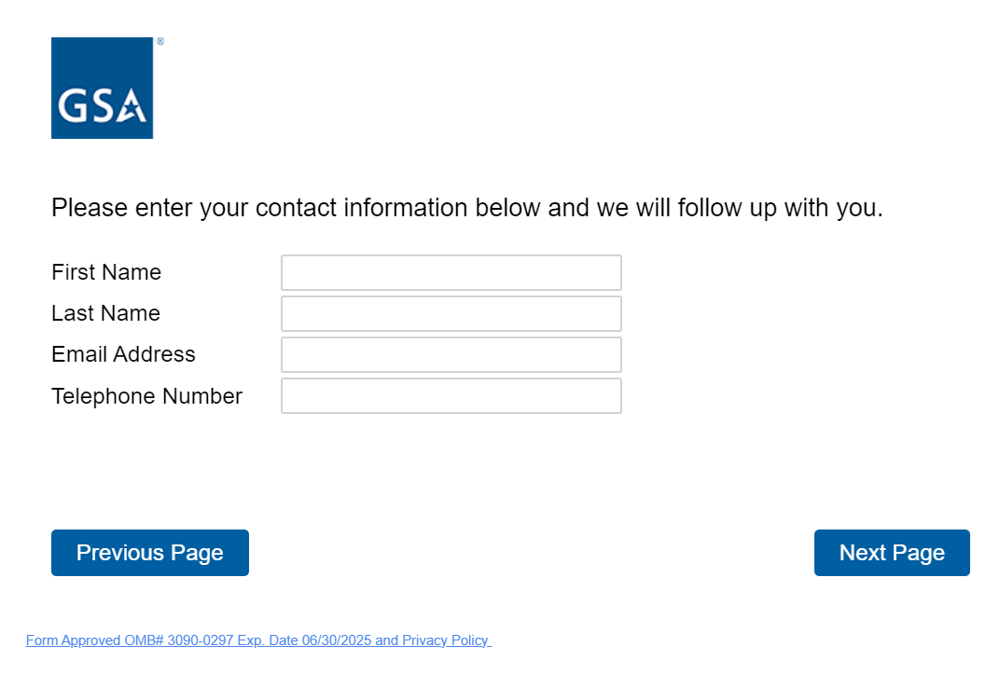 GSA®
Please enter your contact information below and we will follow up with you.
First Name
Last Name
Email Address
Telephone Number
Previous Page
Next Page
Form Approved OMB# 3090-0297 Exp. Date 06/30/2025 and Privacy Policy